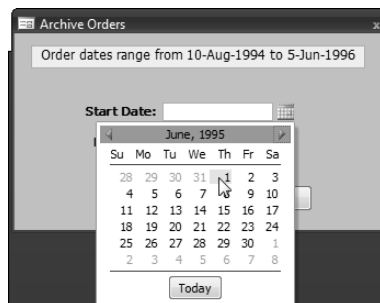 Archive Orders x
Order dates range from 10-Aug-1994 to 5-Jun-1996
Start Date:
June, 1995
Su Mo Tu We Th Fr Sa
28 29 30 31 1 2 3
4 5 6 7 8 9 10
11 12 13 14 15 16 17
18 19 20 21 22 23 24
25 26 27 28 29 30 1
2 3 4 5 6 7 8
Today